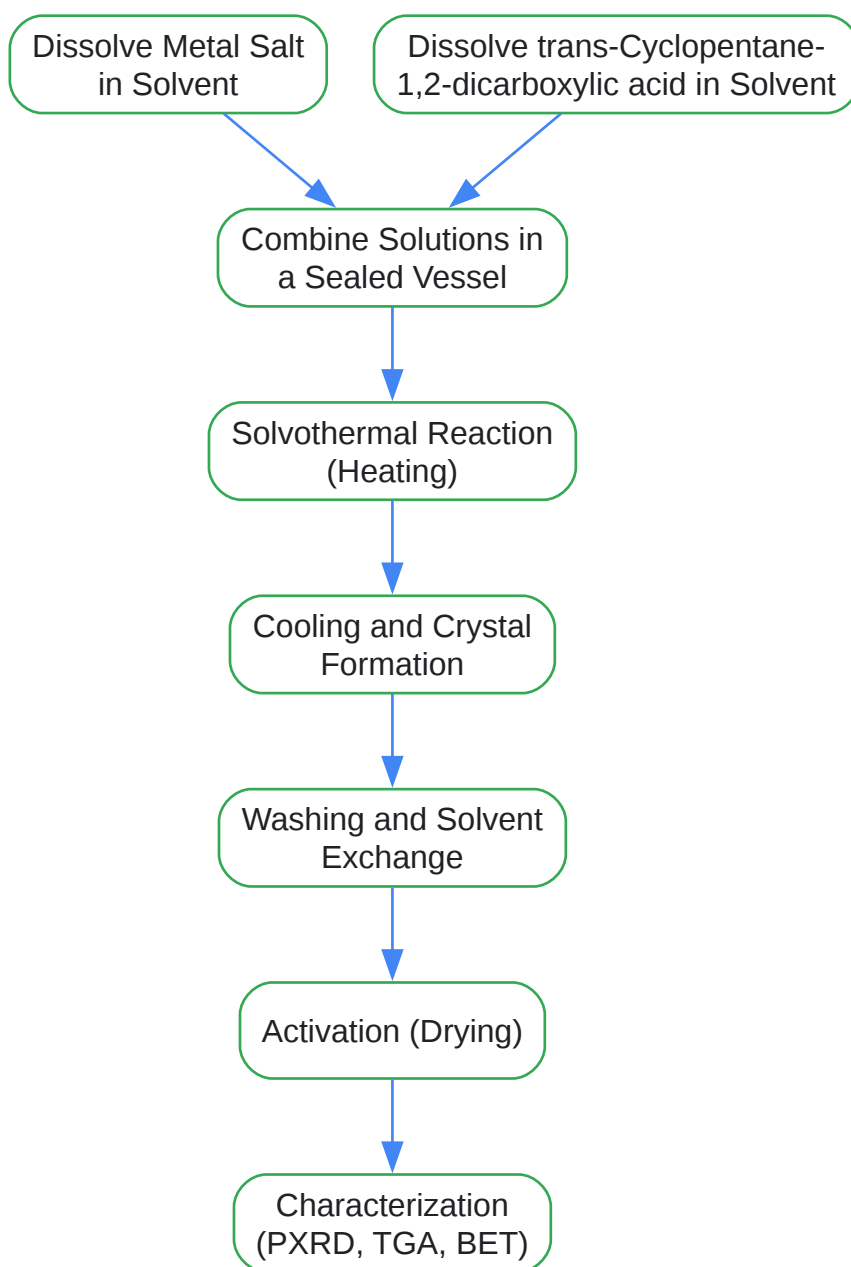 Dissolve Metal Salt
in Solvent
Dissolve trans-Cyclopentane-
1,2-dicarboxylic acid in Solvent
Combine Solutions in
a Sealed Vessel
Solvothermal Reaction
(Heating)
Cooling and Crystal
Formation
Washing and Solvent
Exchange
Activation (Drying)
Characterization
(PXRD, TGA, BET)